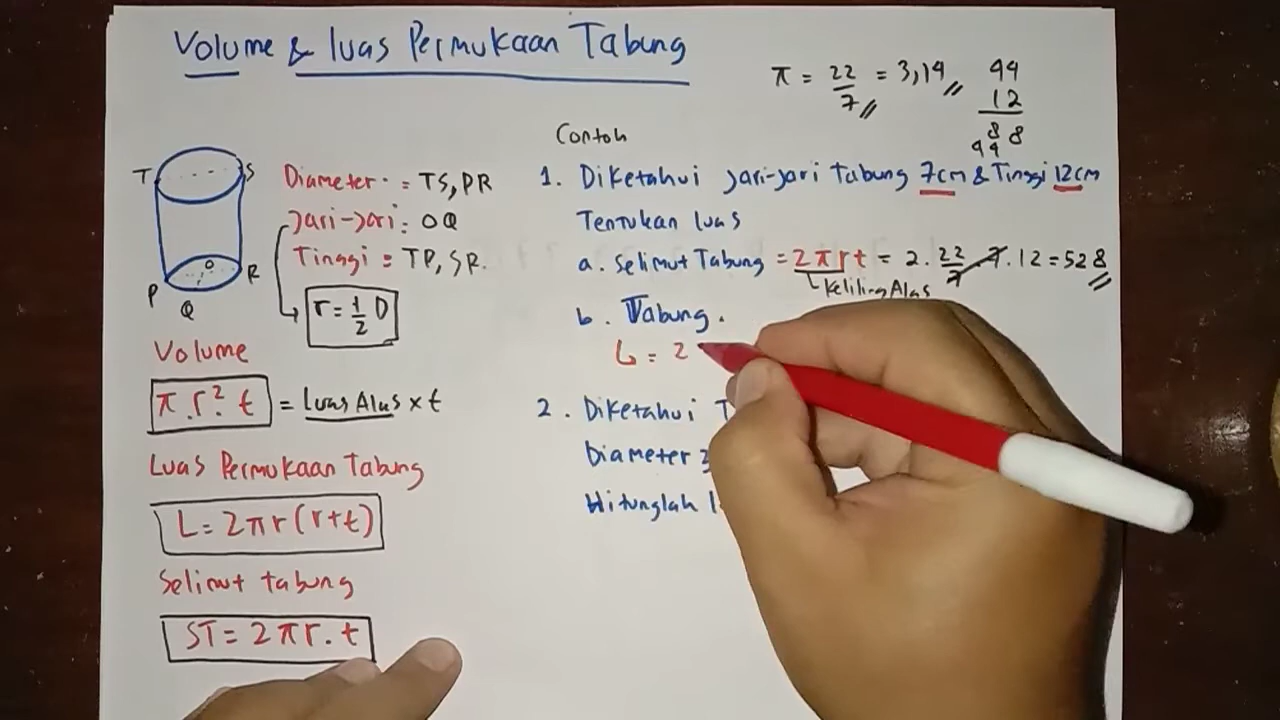 Volume & Luas Permukaan Tabung
π = 22/7 = 3,14
44
12
88
44
T
S
P
Q
O
R
Diameter = TS, PR
Jari-Jari : OQ
Tinggi = TP, SR.
r = 1/2 D
Volume
π . r² . t = Luas Alas x t
Luas Permukaan Tabung
L = 2πr(r+t)
Selimut tabung
ST = 2πr . t
Contoh
1. Diketahui Jari-Jari Tabung 7cm & Tinggi 12cm
Tentukan Luas
a. Selimut Tabung = 2πrt = 2 . 22/7 . 7 . 12 = 528
Keliling Alas
b. Tabung.
L = 2
2. Diketahui T
Diameter 3
Hitunglah